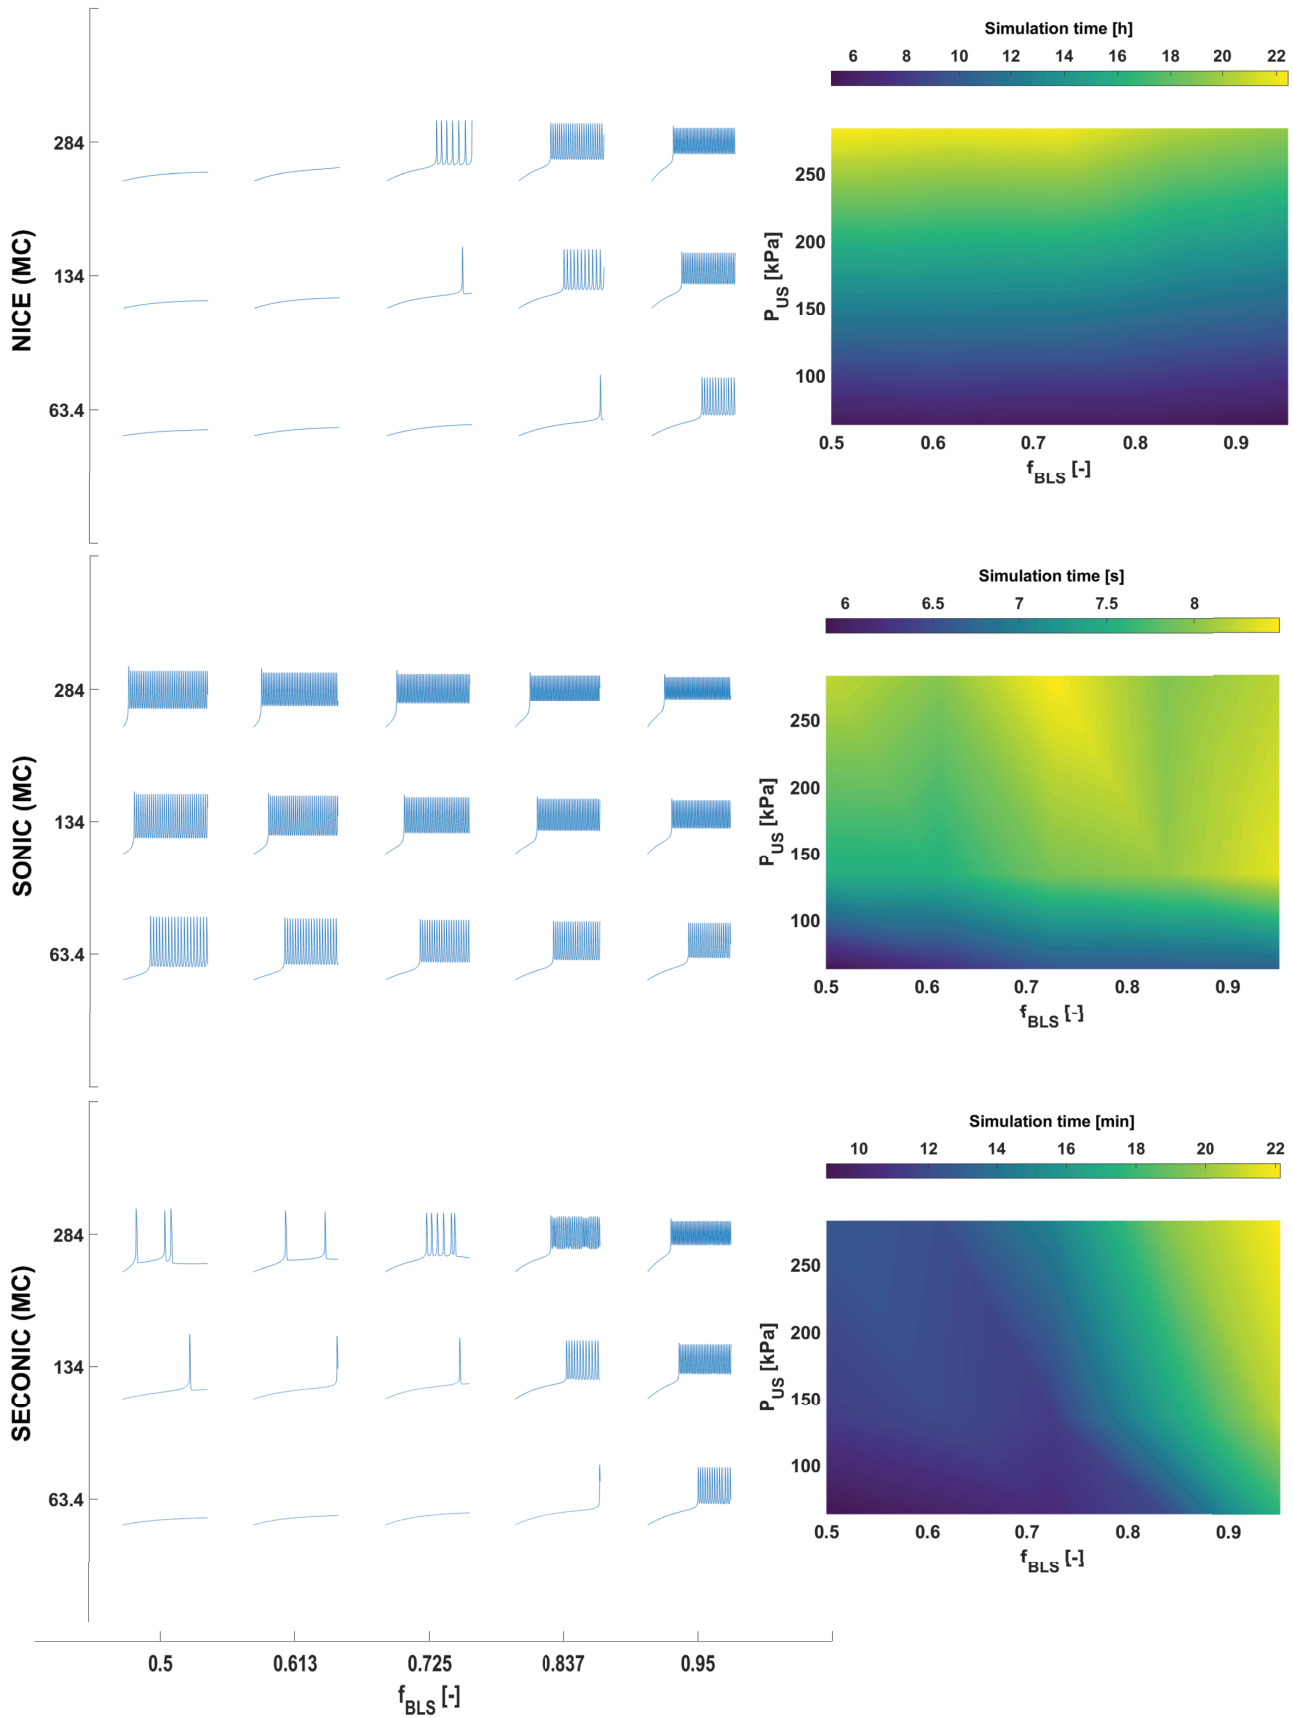 NICE (MC)
284
134
63.4
Simulation time [h]
6 8 10 12 14 16 18 20 22
P_US [kPa]
250
200
150
100
0.5 0.6 0.7 0.8 0.9
f_BLS [-]
SONIC (MC)
284
134
63.4
Simulation time [s]
6 6.5 7 7.5 8
P_US [kPa]
250
200
150
100
0.5 0.6 0.7 0.8 0.9
f_BLS [-]
SECONIC (MC)
284
134
63.4
Simulation time [min]
10 12 14 16 18 20 22
P_US [kPa]
250
200
150
100
0.5 0.6 0.7 0.8 0.9
f_BLS [-]
0.5 0.613 0.725 0.837 0.95
f_BLS [-]